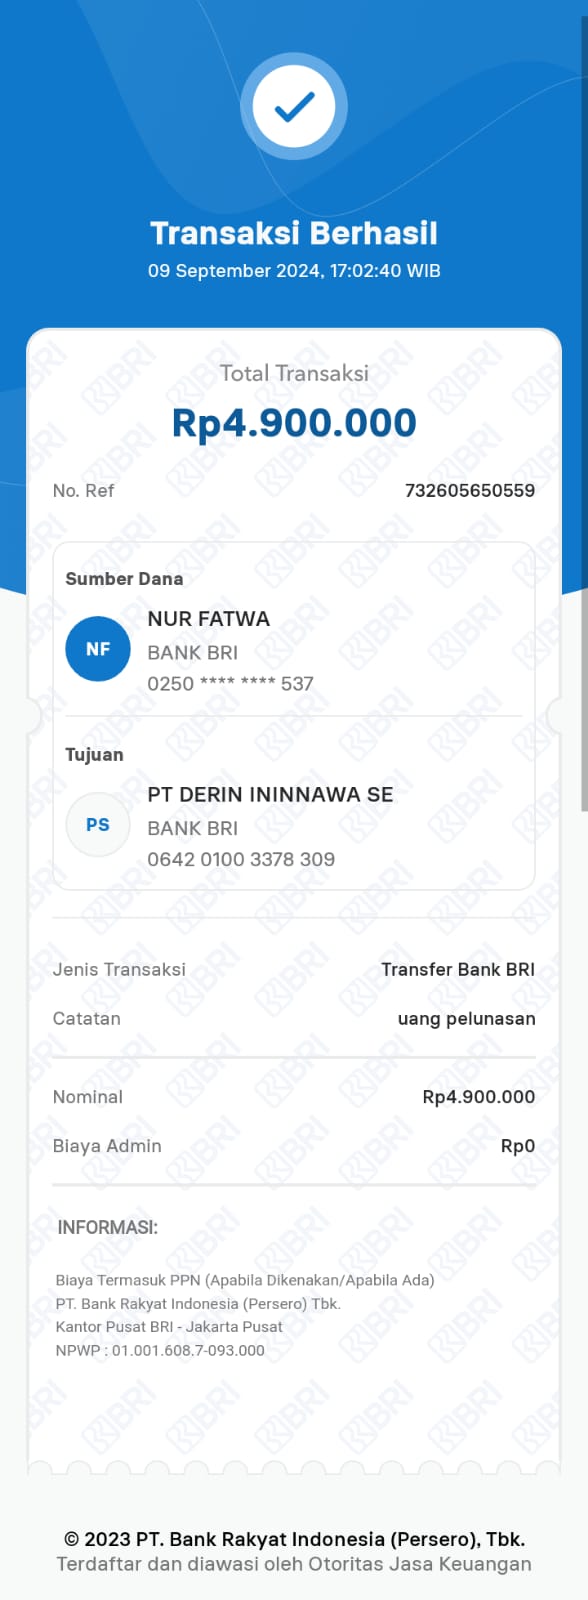 Transaksi Berhasil
09 September 2024, 17:02:40 WIB
Total Transaksi
Rp4.900.000
No. Ref 732605650559
Sumber Dana
NF
NUR FATWA
BANK BRI
0250 **** **** 537
Tujuan
PS
PT DERIN ININNAWA SE
BANK BRI
0642 0100 3378 309
Jenis Transaksi Transfer Bank BRI
Catatan uang pelunasan
Nominal Rp4.900.000
Biaya Admin Rp0
INFORMASI:
Biaya Termasuk PPN (Apabila Dikenakan/Apabila Ada)
PT. Bank Rakyat Indonesia (Persero) Tbk.
Kantor Pusat BRI - Jakarta Pusat
NPWP : 01.001.608.7-093.000
© 2023 PT. Bank Rakyat Indonesia (Persero), Tbk.
Terdaftar dan diawasi oleh Otoritas Jasa Keuangan